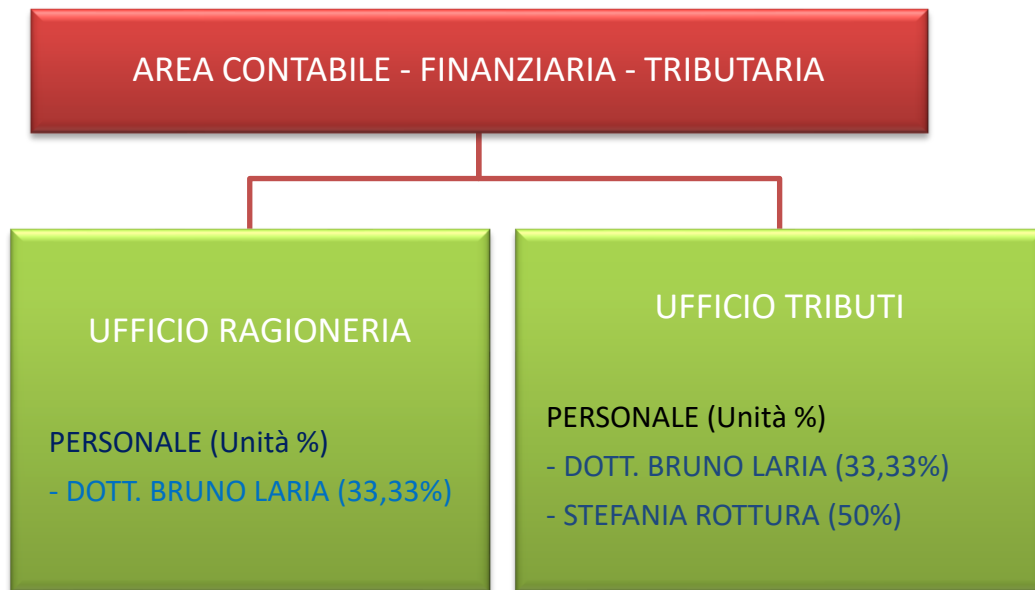 AREA CONTABILE - FINANZIARIA - TRIBUTARIA
UFFICIO RAGIONERIA
PERSONALE (Unità %)
- DOTT. BRUNO LARIA (33,33%)
UFFICIO TRIBUTI
PERSONALE (Unità %)
- DOTT. BRUNO LARIA (33,33%)
- STEFANIA ROTTURA (50%)